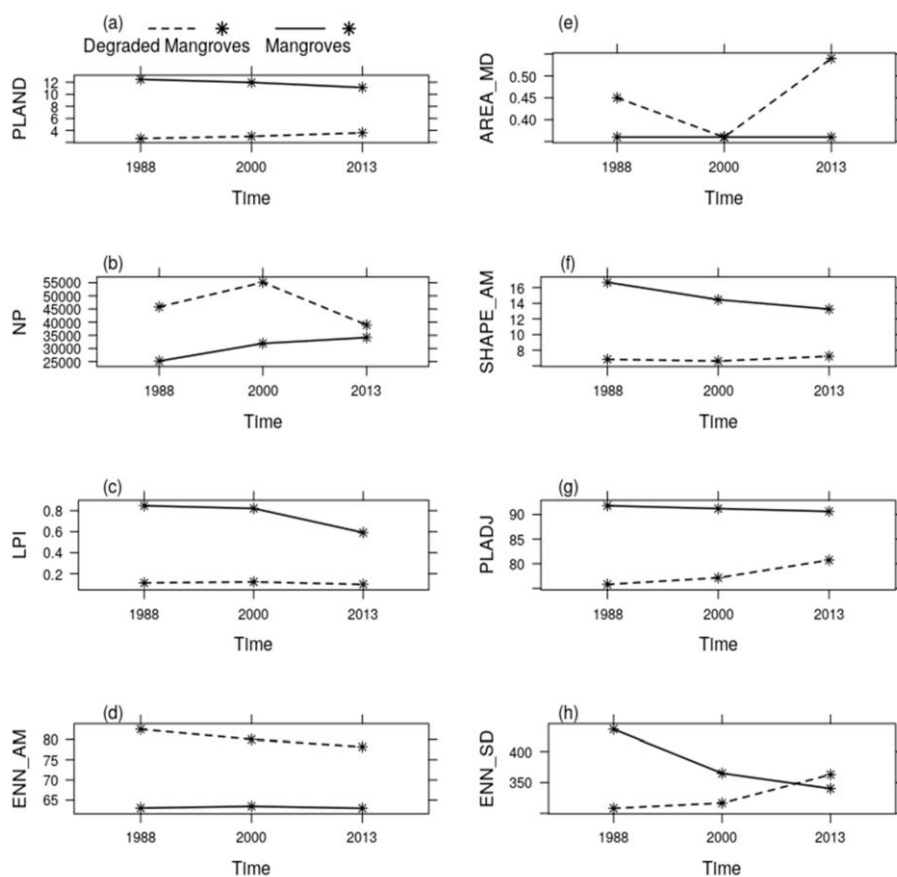 (a)
Degraded Mangroves Mangroves
PLAND
12
10
8
6
4
1988 2000 2013
Time
(b)
NP
55000
50000
45000
40000
35000
30000
25000
1988 2000 2013
Time
(c)
LPI
0.8
0.6
0.4
0.2
1988 2000 2013
Time
(d)
ENN_AM
80
75
70
65
1988 2000 2013
Time
(e)
AREA_MD
0.50
0.45
0.40
1988 2000 2013
Time
(f)
SHAPE_AM
16
14
12
10
8
1988 2000 2013
Time
(g)
PLADJ
90
85
80
1988 2000 2013
Time
(h)
ENN_SD
400
350
1988 2000 2013
Time